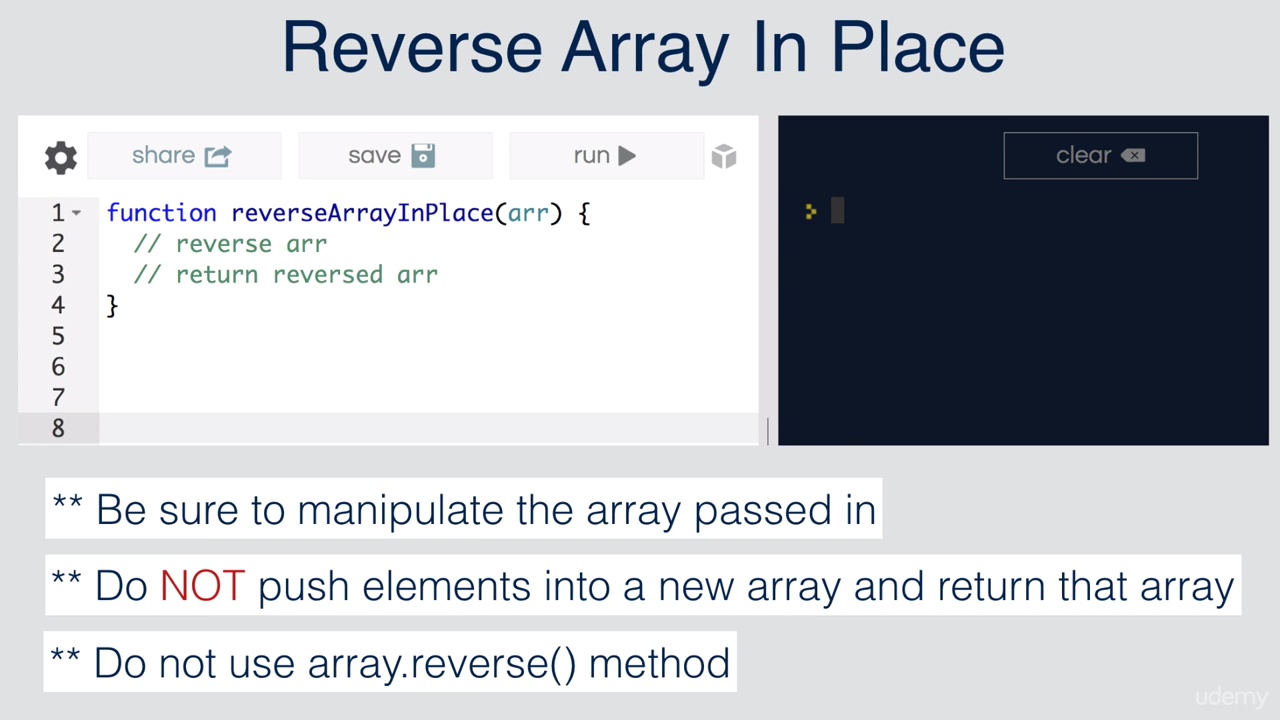 Reverse Array In Place
share
save
run
clear
1 function reverseArrayInPlace(arr) {
2 // reverse arr
3 // return reversed arr
4 }
5
6
7
8
** Be sure to manipulate the array passed in
** Do NOT push elements into a new array and return that array
** Do not use array.reverse() method
udemy